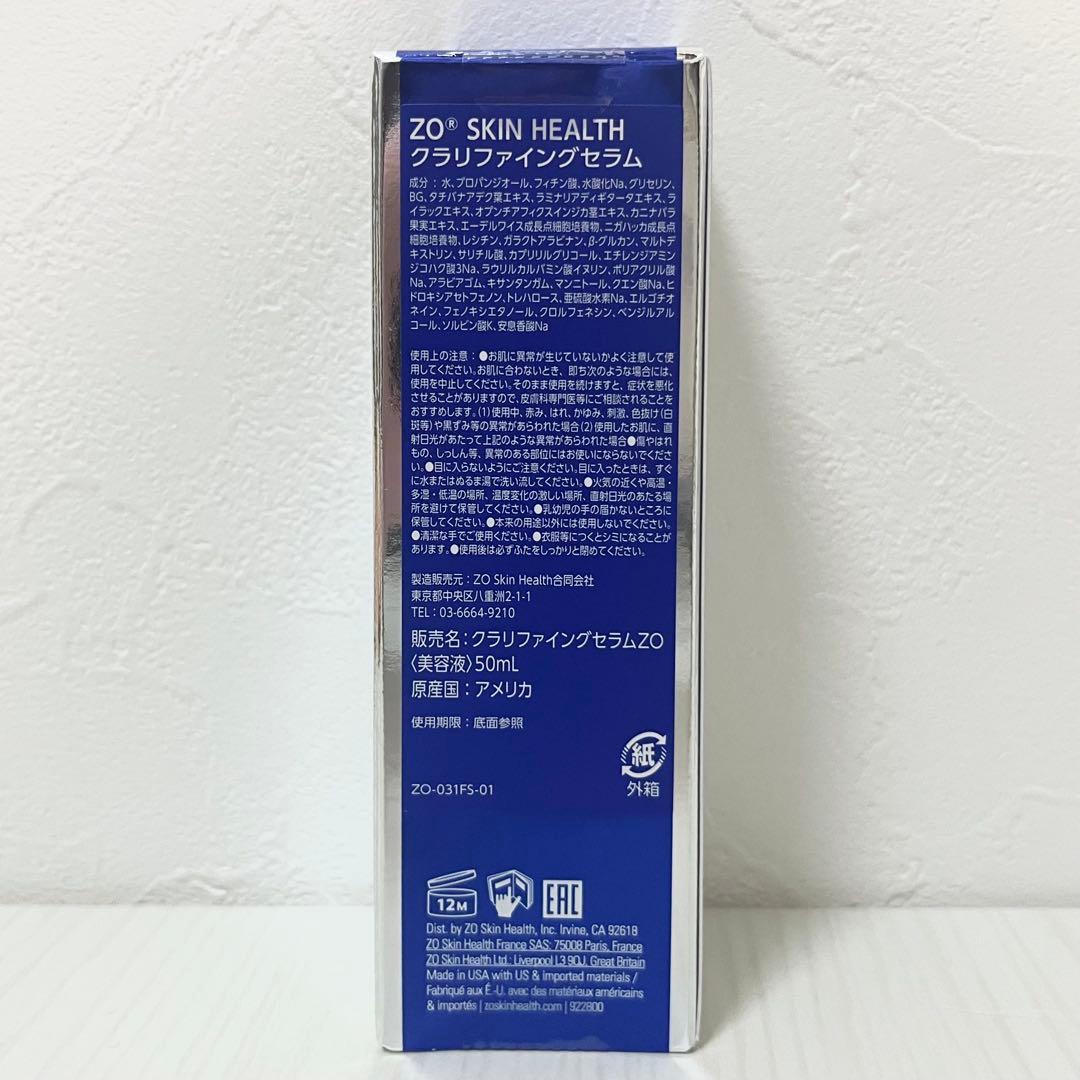 ZO® SKIN HEALTH
クラリファイングセラム
成分：水、プロパンジオール、フィチン酸、水酸化Na、グリセリン、
BG、タチバナアデク葉エキス、ラミナリアディギタータエキス、ラ
イラックエキス、オプンチアフィクスインジカ茎エキス、カニナバラ
果実エキス、エーデルワイス成長点細胞培養物、ニガハッカ成長点
細胞培養物、レシチン、ガラクトアラビナン、β-グルカン、マルトデ
キストリン、サリチル酸、カプリリルグリコール、エチレンジアミン
ジコハク酸3Na、ラウリルカルバミン酸イヌリン、ポリアクリル酸
Na、アラビアゴム、キサンタンガム、マンニトール、クエン酸Na、ヒ
ドロキシアセトフェノン、トレハロース、亜硫酸水素Na、エルゴチオ
ネイン、フェノキシエタノール、クロルフェネシン、ベンジルアル
コール、ソルビン酸K、安息香酸Na
使用上の注意：●お肌に異常が生じていないかよく注意して使
用してください。お肌に合わないとき、即ち次のような場合には、
使用を中止してください。そのまま使用を続けますと、症状を悪化
させることがありますので、皮膚科専門医等にご相談されることを
おすすめします。(1)使用中、赤み、はれ、かゆみ、刺激、色抜け(白
斑等)や黒ずみ等の異常があらわれた場合(2)使用したお肌に、直
射日光があたって上記のような異常があらわれた場合●傷やはれ
もの、しっしん等、異常のある部位にはお使いにならないでくださ
い。●目に入らないようにご注意ください。目に入ったときは、すぐ
に水またはぬるま湯で洗い流してください。●火気の近くや高温・
多湿・低温の場所、温度変化の激しい場所、直射日光のあたる場
所を避けて保管してください。●乳幼児の手の届かないところに
保管してください。●本来の用途以外には使用しないでください。
●清潔な手でご使用ください。●衣服等につくとシミになることが
あります。●使用後は必ずふたをしっかりと閉めてください。
製造販売元：ZO Skin Health合同会社
東京都中央区八重洲2-1-1
TEL：03-6664-9210
販売名：クラリファイングセラムZO
〈美容液〉50mL
原産国：アメリカ
使用期限：底面参照
紙
ZO-031FS-01
外箱
12M
EAC
Dist. by ZO Skin Health, Inc. Irvine, CA 92618
ZO Skin Health France SAS; 75008 Paris, France
ZO Skin Health Ltd.; Liverpool L3 9QJ, Great Britain
Made in USA with US & imported materials /
Fabriqué aux É.-U. avec des matériaux américains
& importés | zoskinhealth.com | 922800